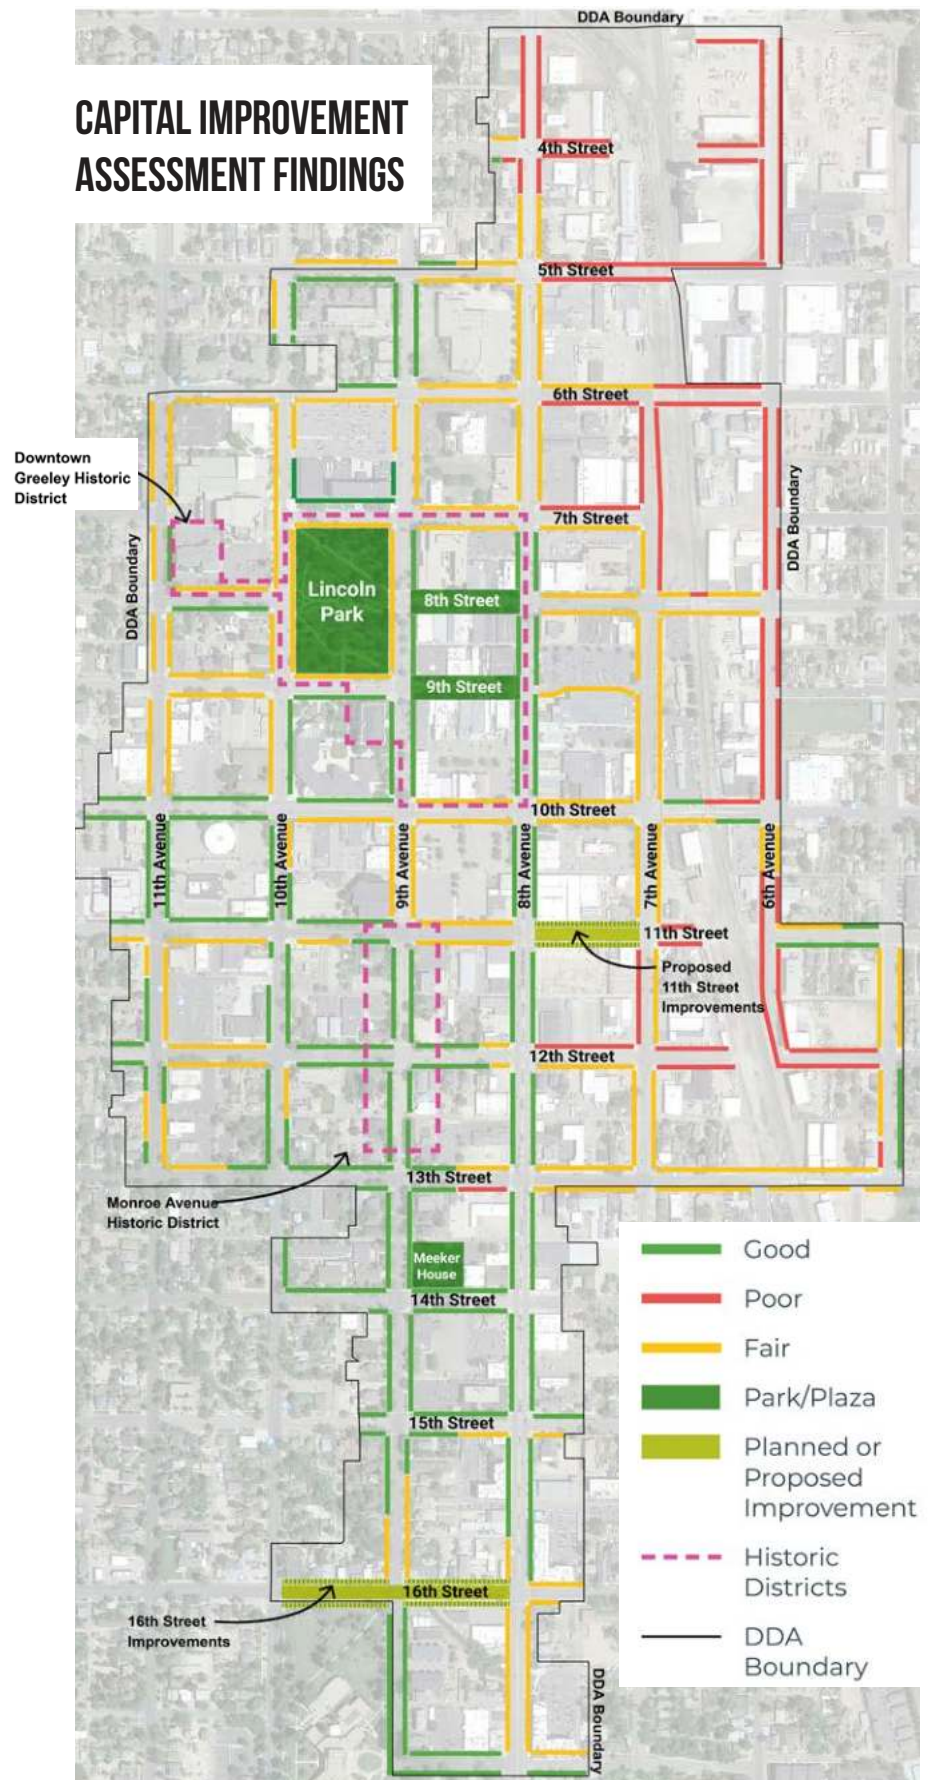 DDA Boundary
CAPITAL IMPROVEMENT
ASSESSMENT FINDINGS
4th Street
5th Street
6th Street
Downtown
Greeley Historic
District
7th Street
DDA Boundary
DDA Boundary
Lincoln
Park
8th Street
9th Street
10th Street
11th Avenue
10th Avenue
9th Avenue
8th Avenue
7th Avenue
6th Avenue
11th Street
Proposed
11th Street
Improvements
12th Street
13th Street
Monroe Avenue
Historic District
Meeker
House
14th Street
15th Street
16th Street
16th Street
Improvements
DDA Boundary
Good
Poor
Fair
Park/Plaza
Planned or
Proposed
Improvement
Historic
Districts
DDA
Boundary